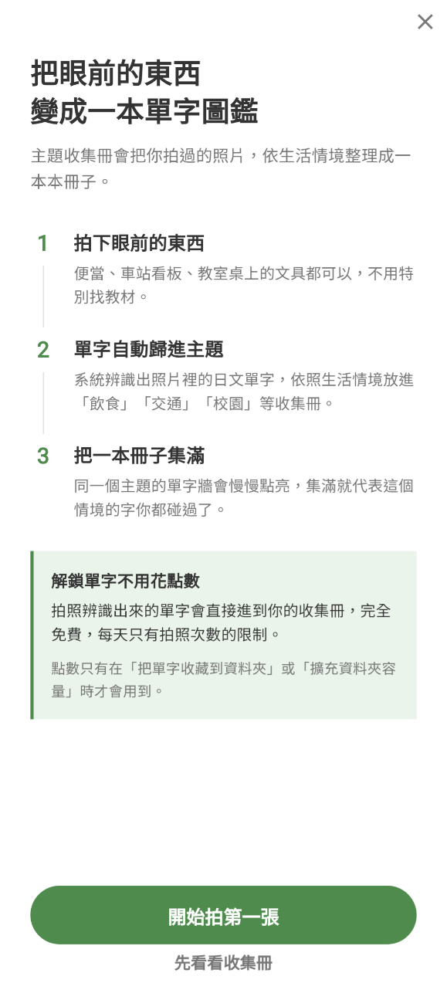 把眼前的東西
變成一本單字圖鑑
主題收集冊會把你拍過的照片，依生活情境整理成一
本本冊子。
1 拍下眼前的東西
便當、車站看板、教室桌上的文具都可以，不用特
別找教材。
2 單字自動歸進主題
系統辨識出照片裡的日文單字，依照生活情境放進
「飲食」「交通」「校園」等收集冊。
3 把一本冊子集滿
同一個主題的單字牆會慢慢點亮，集滿就代表這個
情境的字你都碰過了。
解鎖單字不用花點數
拍照辨識出來的單字會直接進到你的收集冊，完全
免費，每天只有拍照次數的限制。
點數只有在「把單字收藏到資料夾」或「擴充資料夾容
量」時才會用到。
開始拍第一張
先看看收集冊